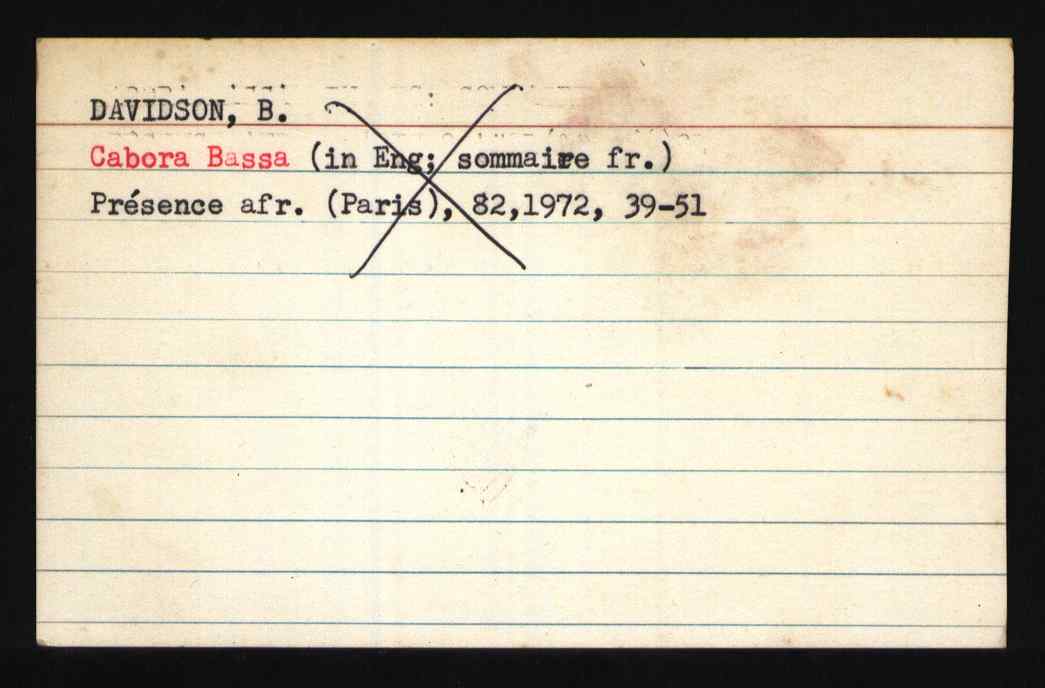 DAVIDSON, B.
Cabora Bassa (in Eng; sommaire fr.)
Présence afr. (Paris), 82,1972, 39-51